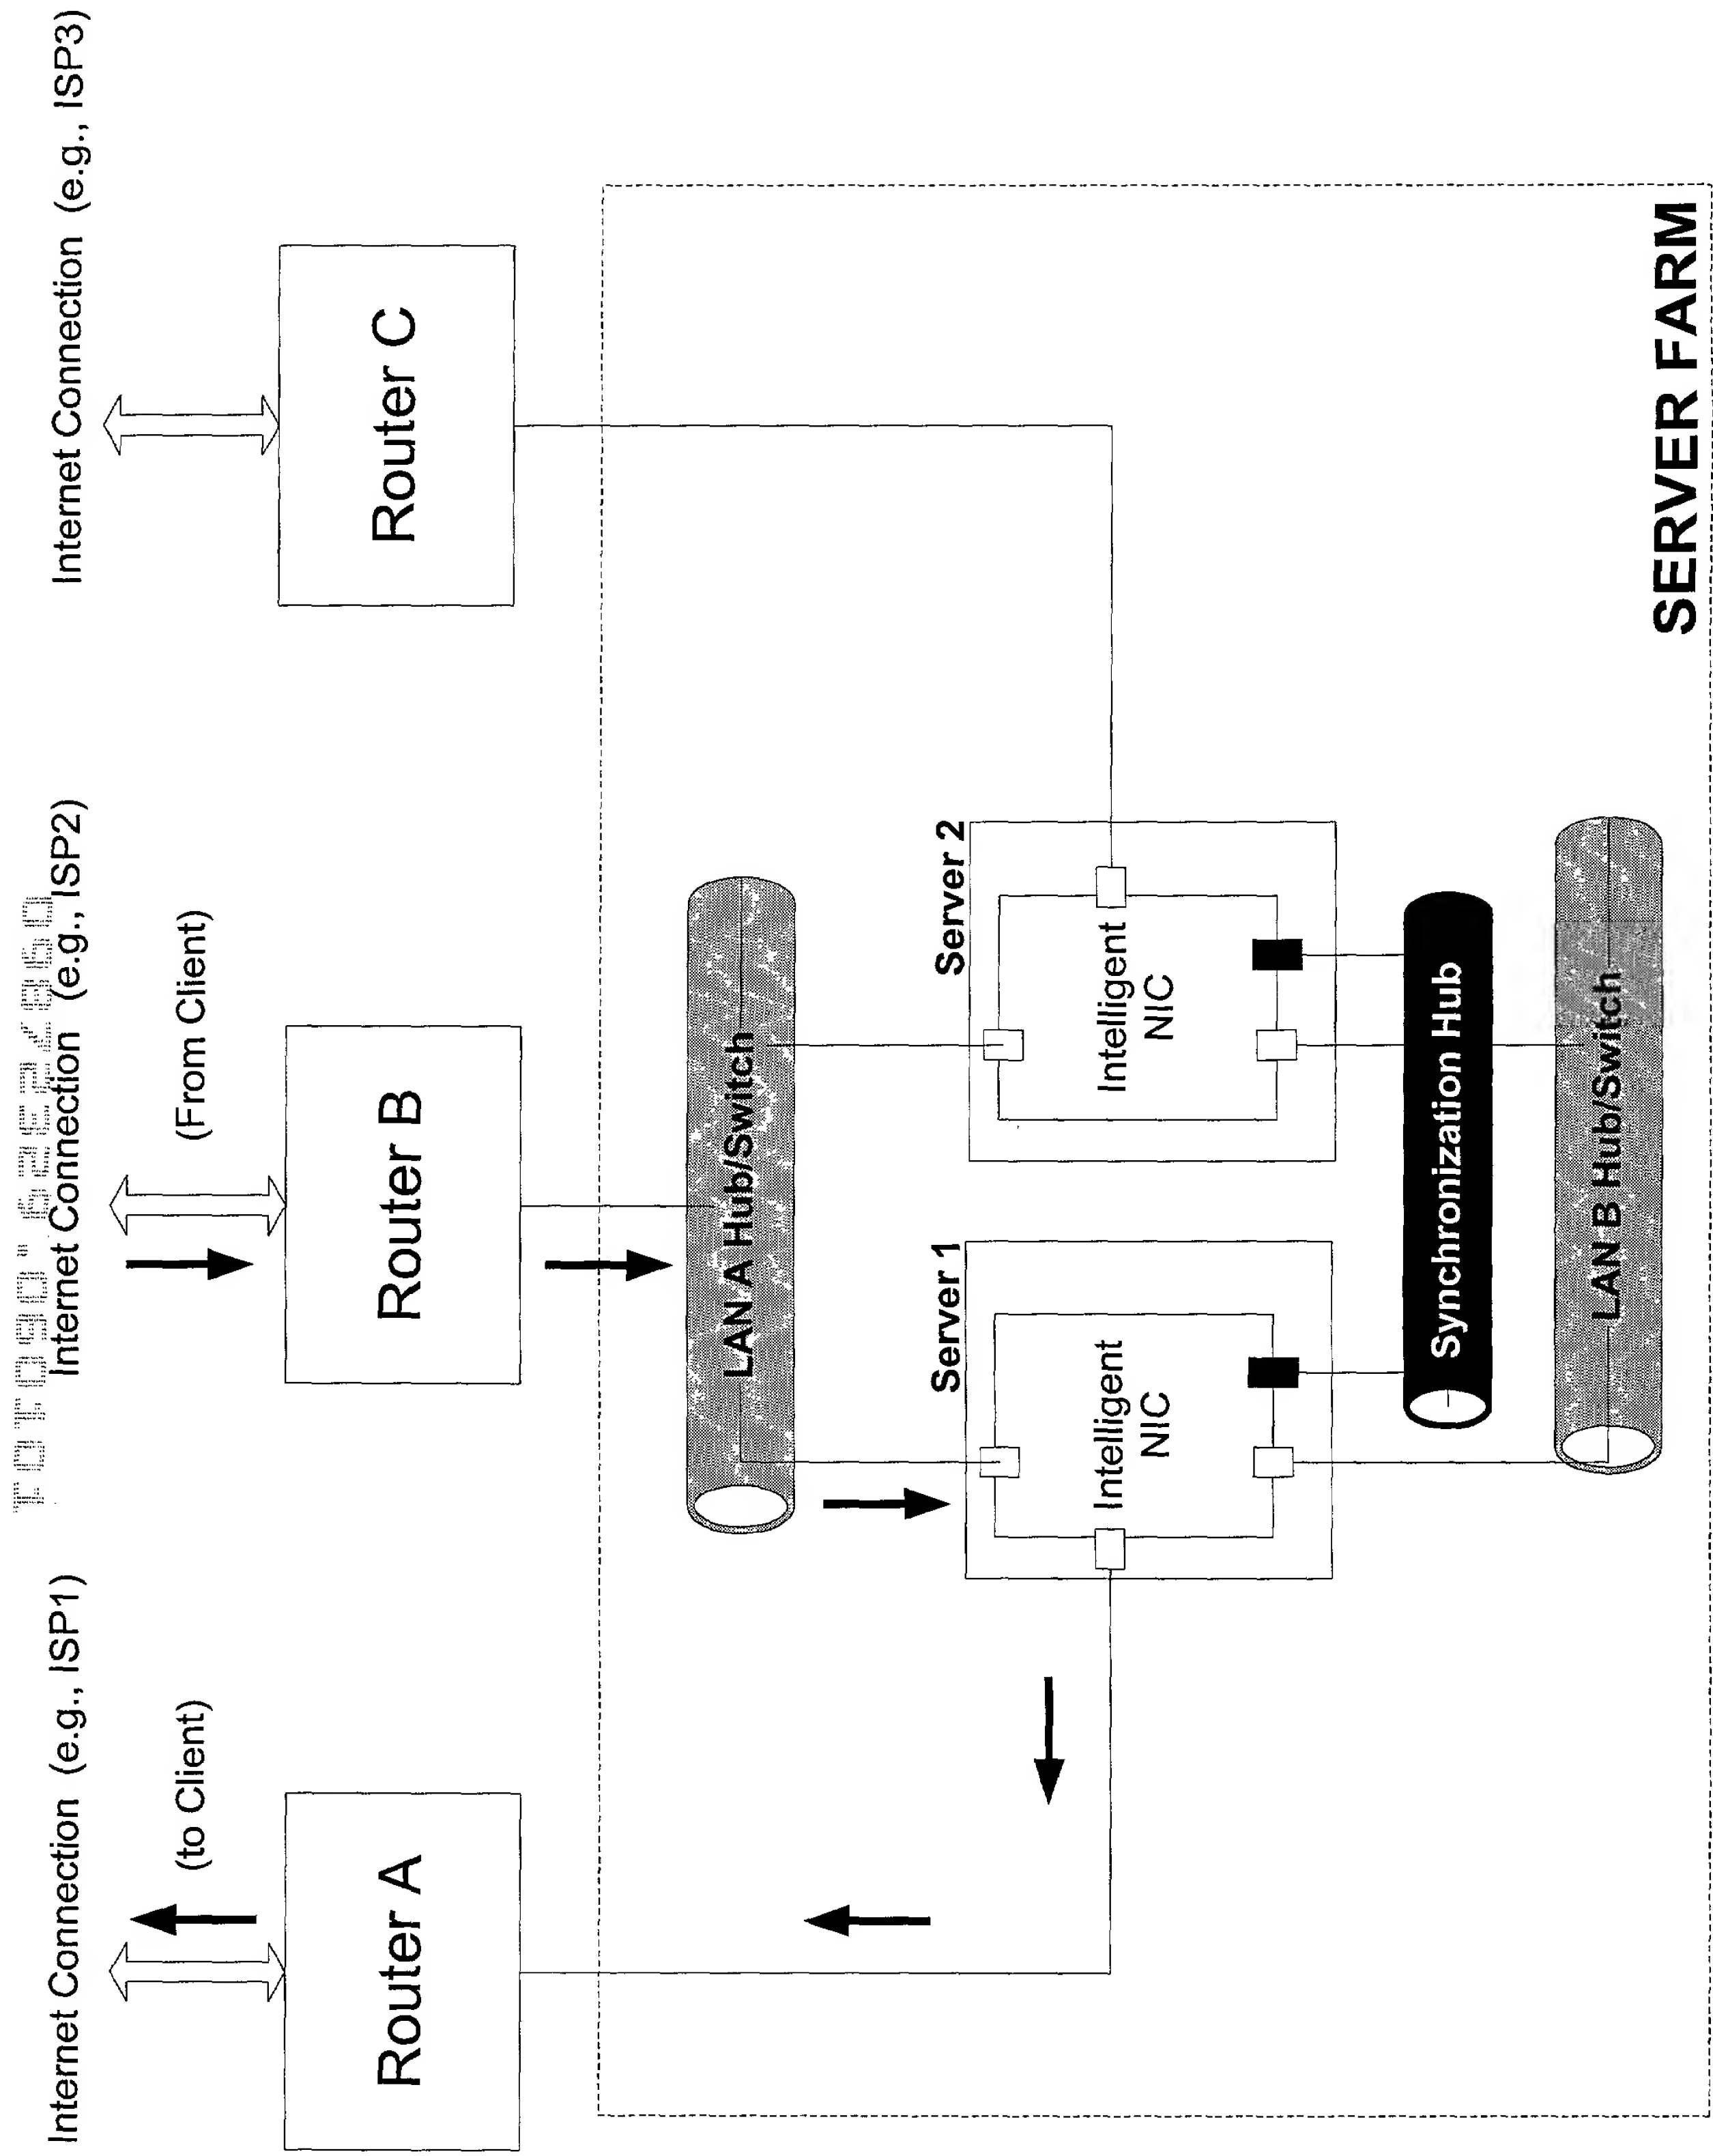 Internet Connection (e.g., ISP1)
Internet Connection (e.g., ISP2)
Internet Connection (e.g., ISP3)
(to Client)
(From Client)
Router A
Router B
Router C
LAN A Hub/Switch
Server 1
Server 2
Intelligent
NIC
Intelligent
NIC
Synchronization Hub
LAN B Hub/Switch
SERVER FARM